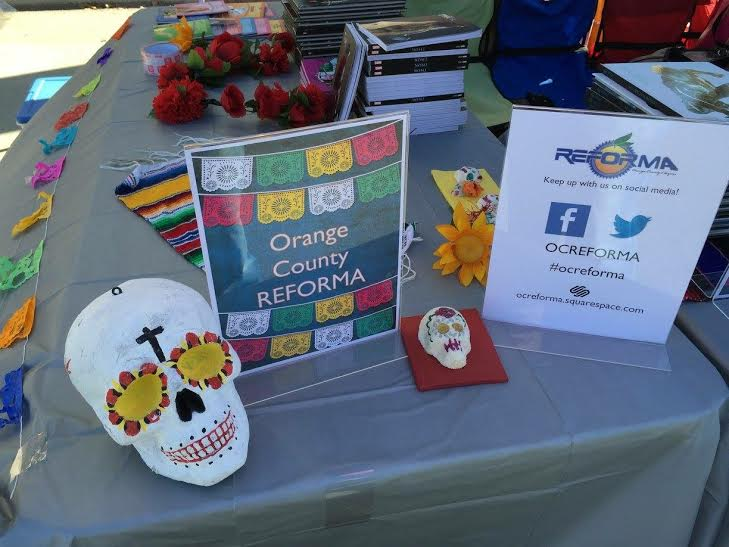 Orange
County
REFORMA
REFORMA
Keep up with us on social media!
OCREFORMA
#ocreforma
ocreforma.squarespace.com